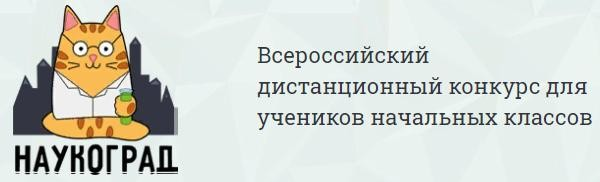 НАУКОГРАД
Всероссийский
дистанционный конкурс для
учеников начальных классов